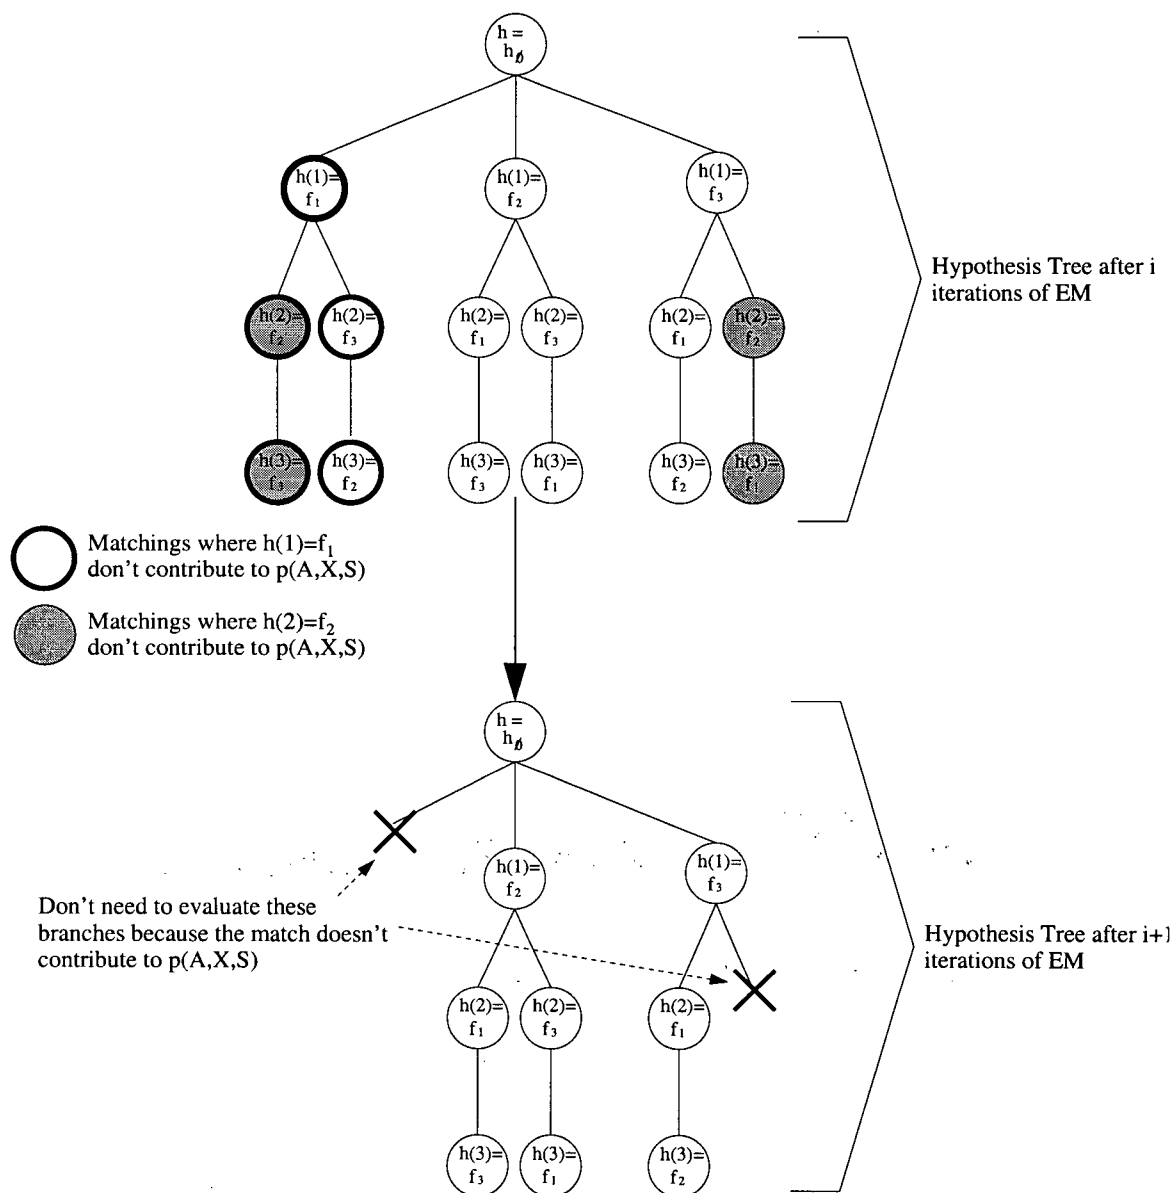 h =
h∅
h(1)=
f₁
h(1)=
f₂
h(1)=
f₃
Hypothesis Tree after i
iterations of EM
h(2)=
f₂
h(2)=
f₃
h(2)=
f₁
h(2)=
f₃
h(2)=
f₁
h(2)=
f₂
h(3)=
f₃
h(3)=
f₂
h(3)=
f₃
h(3)=
f₁
h(3)=
f₂
h(3)=
f₁
Matchings where h(1)=f₁
don't contribute to p(A,X,S)
Matchings where h(2)=f₂
don't contribute to p(A,X,S)
h =
h∅
h(1)=
f₂
h(1)=
f₃
Don't need to evaluate these
branches because the match doesn't
contribute to p(A,X,S)
Hypothesis Tree after i+1
iterations of EM
h(2)=
f₁
h(2)=
f₃
h(2)=
f₁
h(3)=
f₃
h(3)=
f₁
h(3)=
f₂